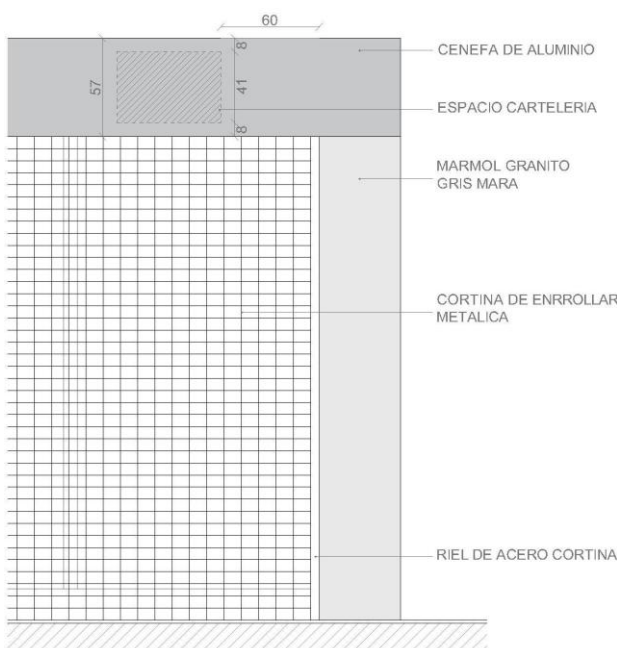 60
CENEFA DE ALUMINIO
8
57
41
ESPACIO CARTELERIA
8
MARMOL GRANITO
GRIS MARA
CORTINA DE ENRROLLAR
METALICA
RIEL DE ACERO CORTINA